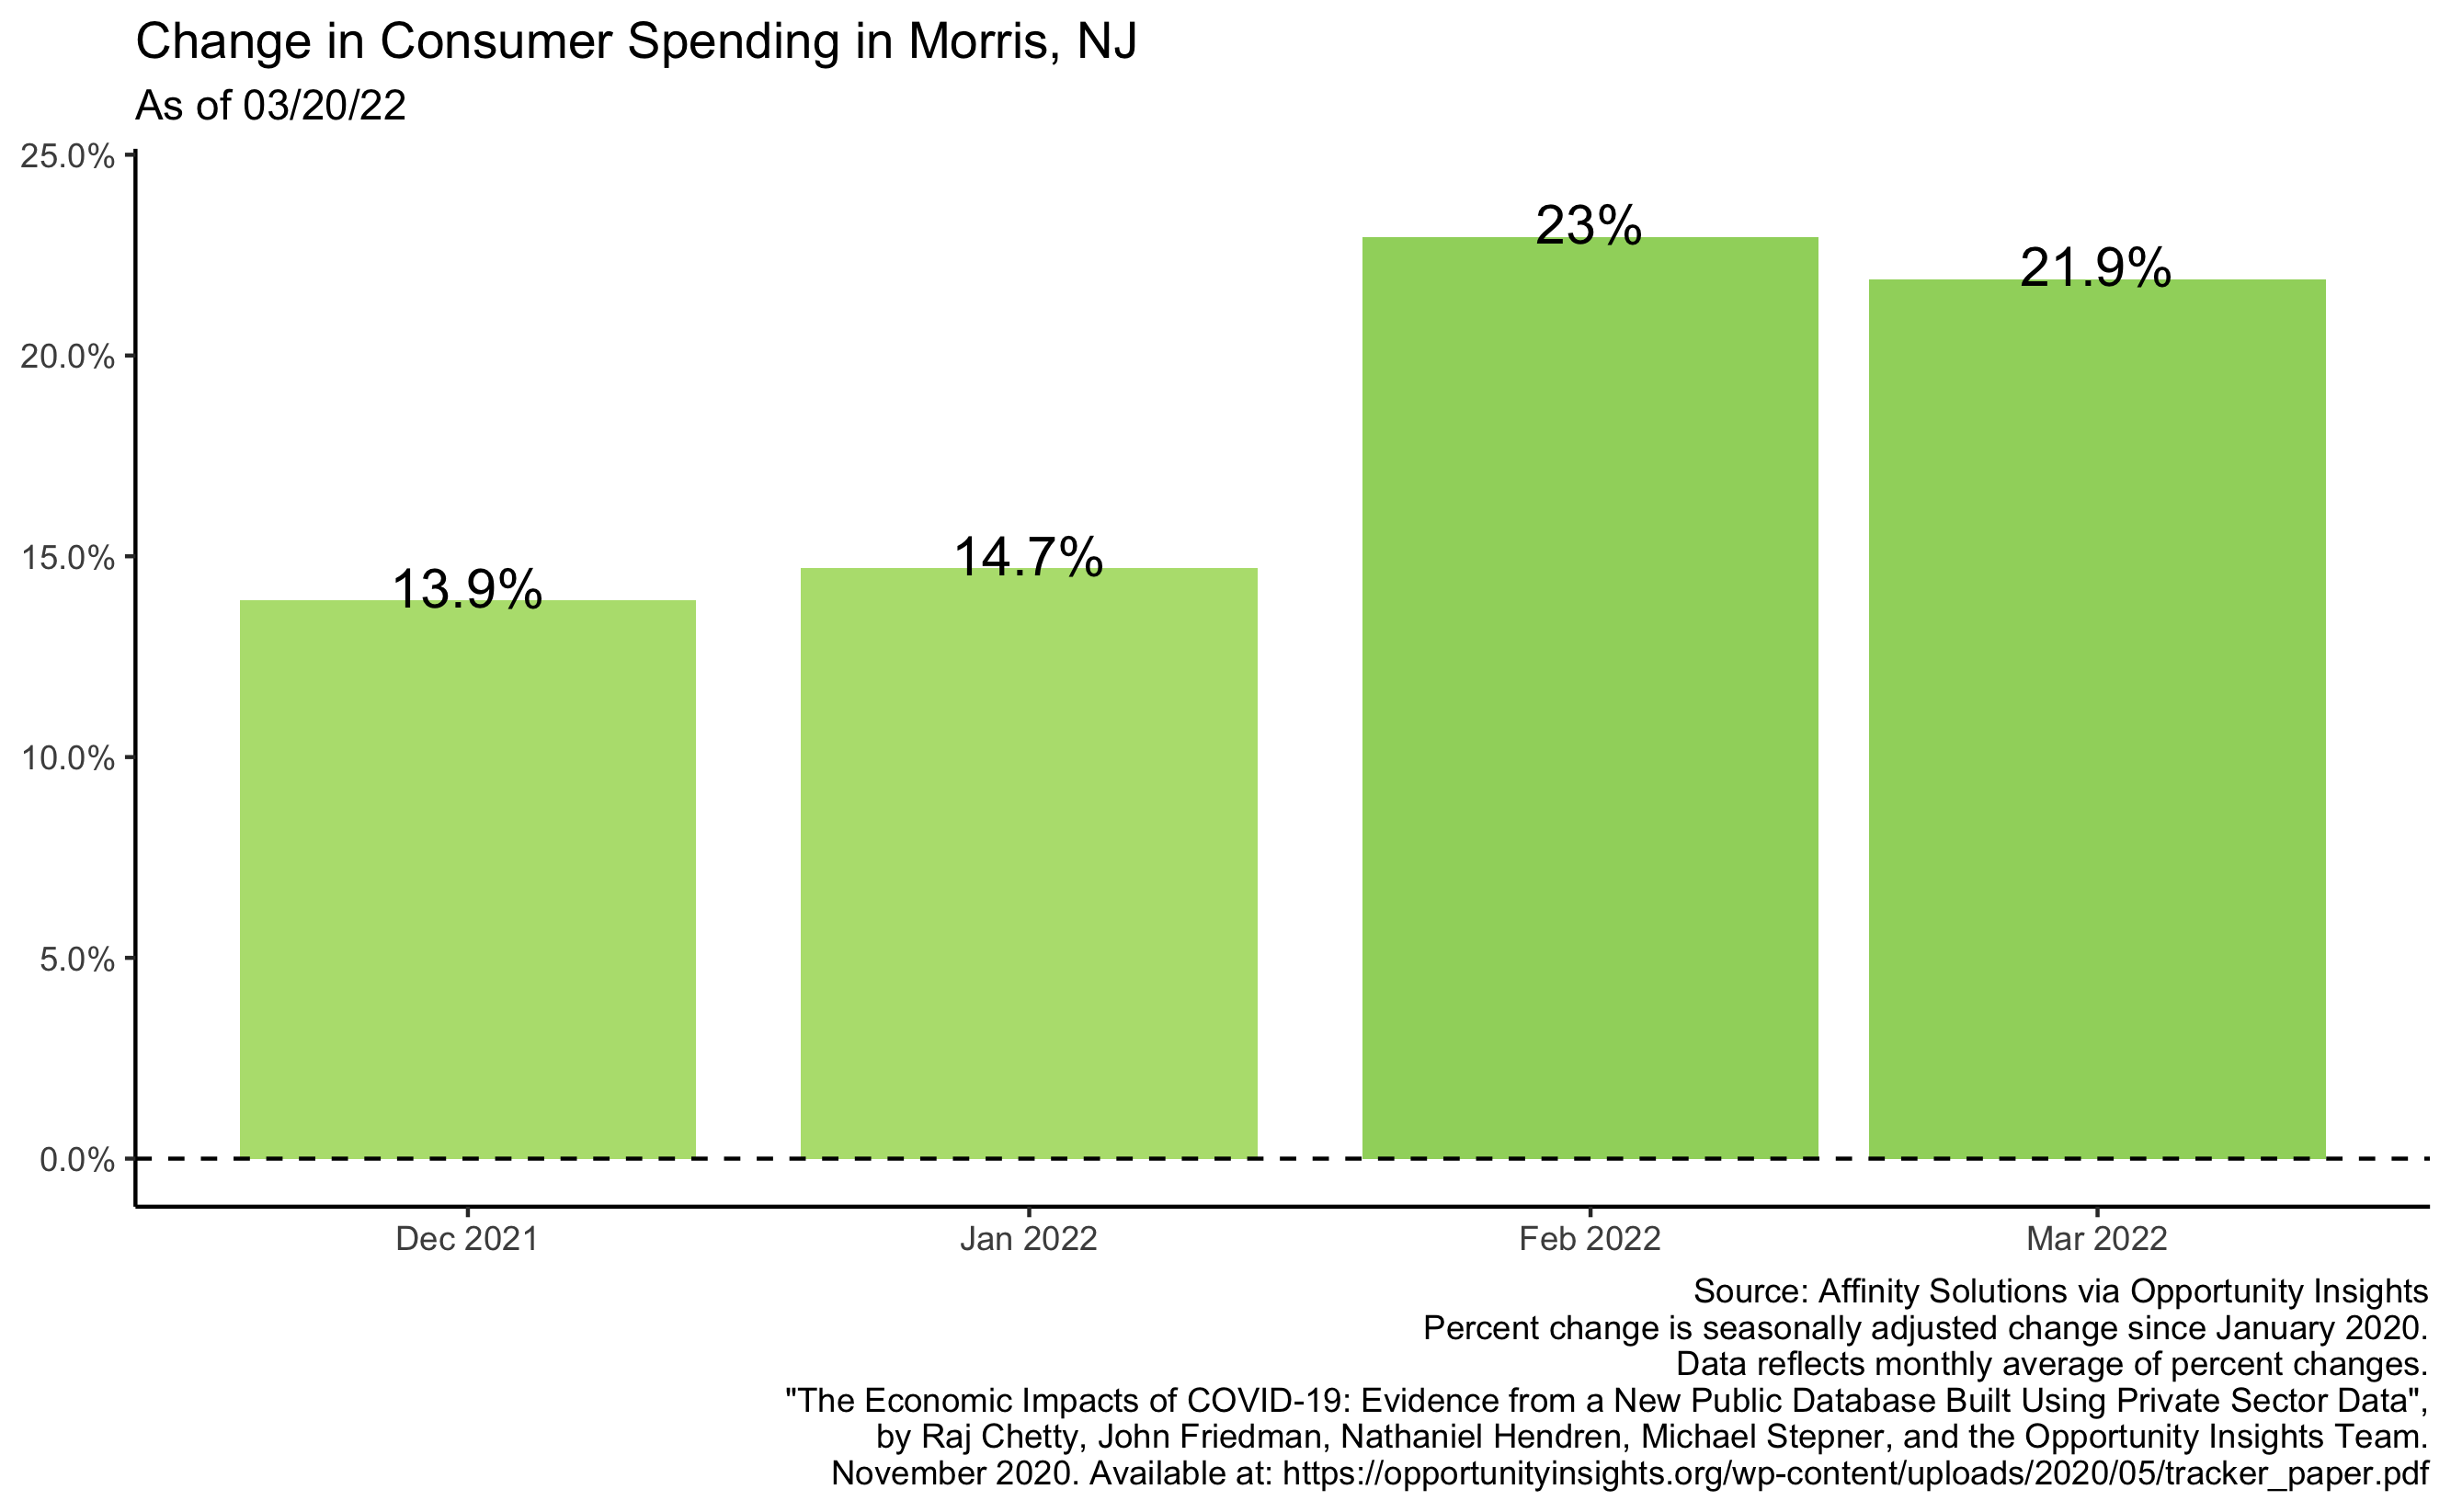 Change in Consumer Spending in Morris, NJ
As of 03/20/22
25.0%
20.0%
15.0%
10.0%
5.0%
0.0%
13.9%
14.7%
23%
21.9%
Dec 2021
Jan 2022
Feb 2022
Mar 2022
Source: Affinity Solutions via Opportunity Insights
Percent change is seasonally adjusted change since January 2020.
Data reflects monthly average of percent changes.
"The Economic Impacts of COVID-19: Evidence from a New Public Database Built Using Private Sector Data",
by Raj Chetty, John Friedman, Nathaniel Hendren, Michael Stepner, and the Opportunity Insights Team.
November 2020. Available at: https://opportunityinsights.org/wp-content/uploads/2020/05/tracker_paper.pdf